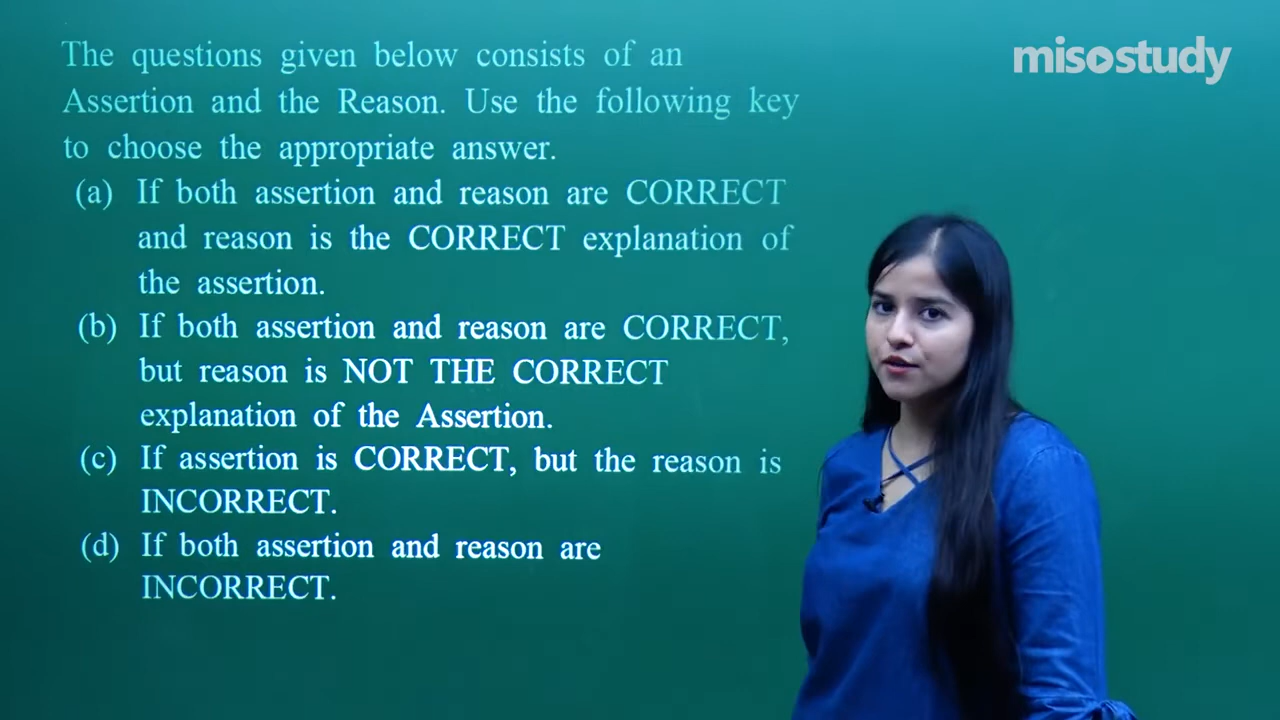 misostudy
The questions given below consists of an
Assertion and the Reason. Use the following key
to choose the appropriate answer.
(a) If both assertion and reason are CORRECT
and reason is the CORRECT explanation of
the assertion.
(b) If both assertion and reason are CORRECT,
but reason is NOT THE CORRECT
explanation of the Assertion.
(c) If assertion is CORRECT, but the reason is
INCORRECT.
(d) If both assertion and reason are
INCORRECT.